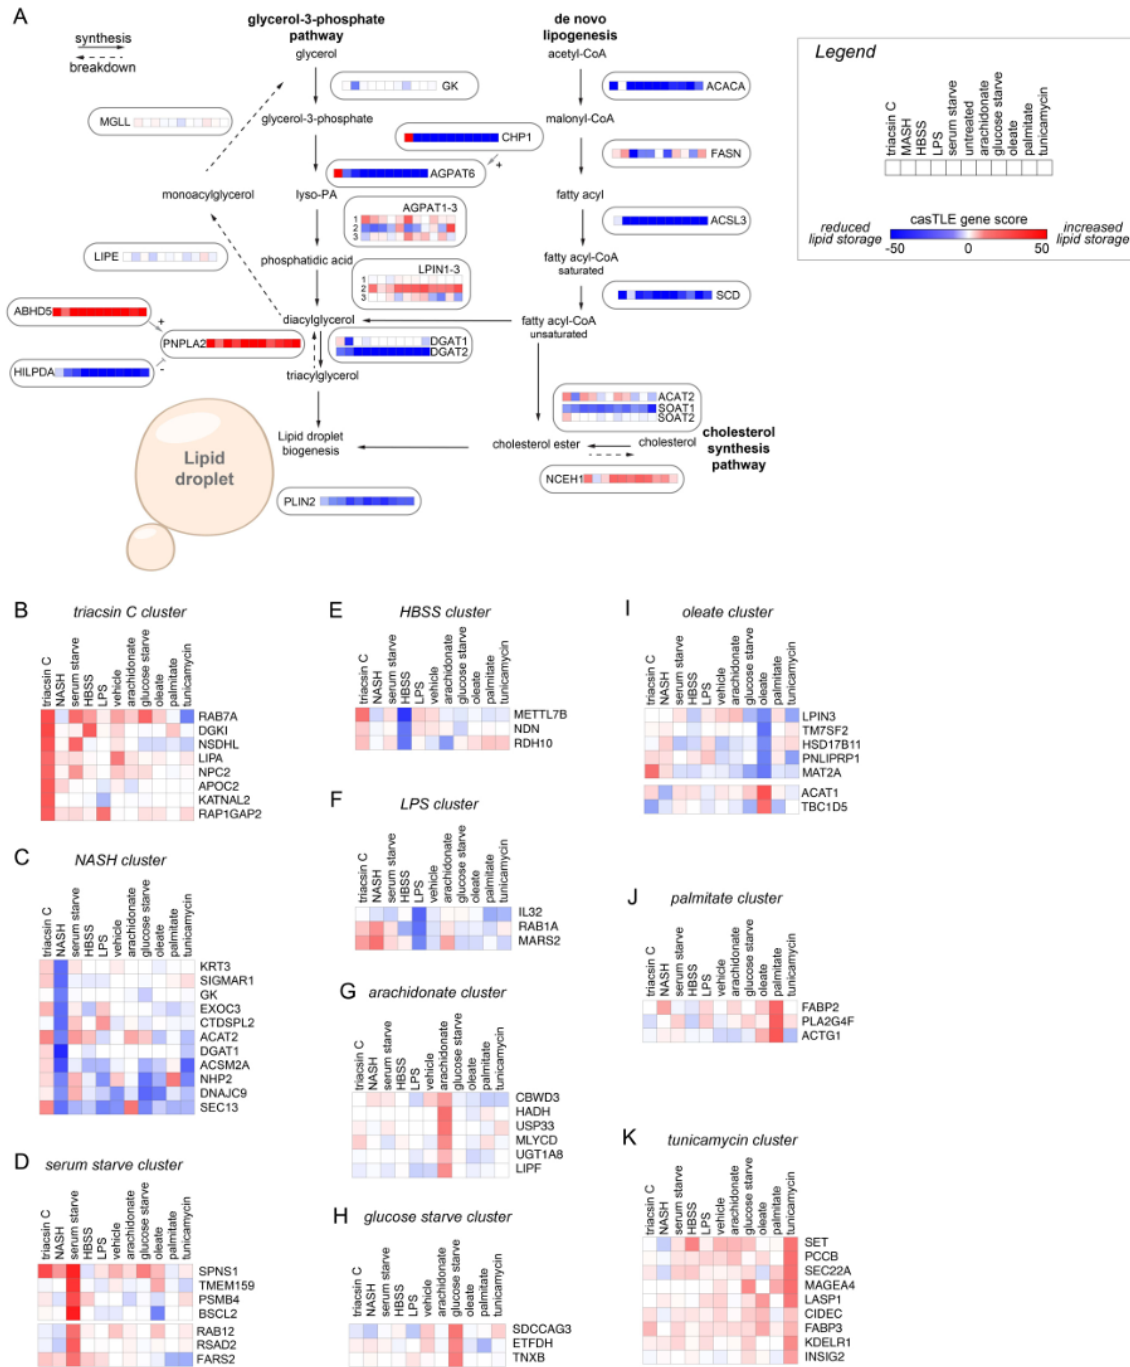 A
synthesis
breakdown
glycerol-3-phosphate
pathway
glycerol
GK
glycerol-3-phosphate
CHP1
+
AGPAT6
lyso-PA
AGPAT1-3
1
2
3
phosphatidic acid
LPIN1-3
1
2
3
diacylglycerol
DGAT1
DGAT2
triacylglycerol
Lipid droplet
biogenesis
PLIN2
MGLL
monoacylglycerol
LIPE
ABHD5
+
PNPLA2
HILPDA
-
Lipid
droplet
de novo
lipogenesis
acetyl-CoA
ACACA
malonyl-CoA
FASN
fatty acyl
ACSL3
fatty acyl-CoA
saturated
SCD
fatty acyl-CoA
unsaturated
ACAT2
SOAT1
SOAT2
cholesterol ester
cholesterol
cholesterol
synthesis
pathway
NCEH1
Legend
triacsin C
MASH
HBSS
LPS
serum starve
untreated
arachidonate
glucose starve
oleate
palmitate
tunicamycin
reduced
lipid storage
casTLE gene score
-50
0
50
increased
lipid storage
B
triacsin C cluster
triacsin C
NASH
serum starve
HBSS
LPS
vehicle
arachidonate
glucose starve
oleate
palmitate
tunicamycin
RAB7A
DGKI
NSDHL
LIPA
NPC2
APOC2
KATNAL2
RAP1GAP2
C
NASH cluster
triacsin C
NASH
serum starve
HBSS
LPS
vehicle
arachidonate
glucose starve
oleate
palmitate
tunicamycin
KRT3
SIGMAR1
GK
EXOC3
CTDSPL2
ACAT2
DGAT1
ACSM2A
NHP2
DNAJC9
SEC13
D
serum starve cluster
triacsin C
NASH
serum starve
HBSS
LPS
vehicle
arachidonate
glucose starve
oleate
palmitate
tunicamycin
SPNS1
TMEM159
PSMB4
BSCL2
RAB12
RSAD2
FARS2
E
HBSS cluster
triacsin C
NASH
serum starve
HBSS
LPS
vehicle
arachidonate
glucose starve
oleate
palmitate
tunicamycin
METTL7B
NDN
RDH10
F
LPS cluster
triacsin C
NASH
serum starve
HBSS
LPS
vehicle
arachidonate
glucose starve
oleate
palmitate
tunicamycin
IL32
RAB1A
MARS2
G
arachidonate cluster
triacsin C
NASH
serum starve
HBSS
LPS
vehicle
arachidonate
glucose starve
oleate
palmitate
tunicamycin
CBWD3
HADH
USP33
MLYCD
UGT1A8
LIPF
H
glucose starve cluster
triacsin C
NASH
serum starve
HBSS
LPS
vehicle
arachidonate
glucose starve
oleate
palmitate
tunicamycin
SDCCAG3
ETFDH
TNXB
I
oleate cluster
triacsin C
NASH
serum starve
HBSS
LPS
vehicle
arachidonate
glucose starve
oleate
palmitate
tunicamycin
LPIN3
TM7SF2
HSD17B11
PNLIPRP1
MAT2A
ACAT1
TBC1D5
J
palmitate cluster
triacsin C
NASH
serum starve
HBSS
LPS
vehicle
arachidonate
glucose starve
oleate
palmitate
tunicamycin
FABP2
PLA2G4F
ACTG1
K
tunicamycin cluster
triacsin C
NASH
serum starve
HBSS
LPS
vehicle
arachidonate
glucose starve
oleate
palmitate
tunicamycin
SET
PCCB
SEC22A
MAGEA4
LASP1
CIDEC
FABP3
KDELR1
INSIG2